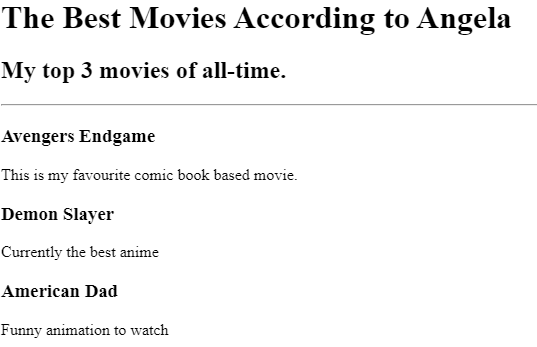 The Best Movies According to Angela
My top 3 movies of all-time.
Avengers Endgame
This is my favourite comic book based movie.
Demon Slayer
Currently the best anime
American Dad
Funny animation to watch